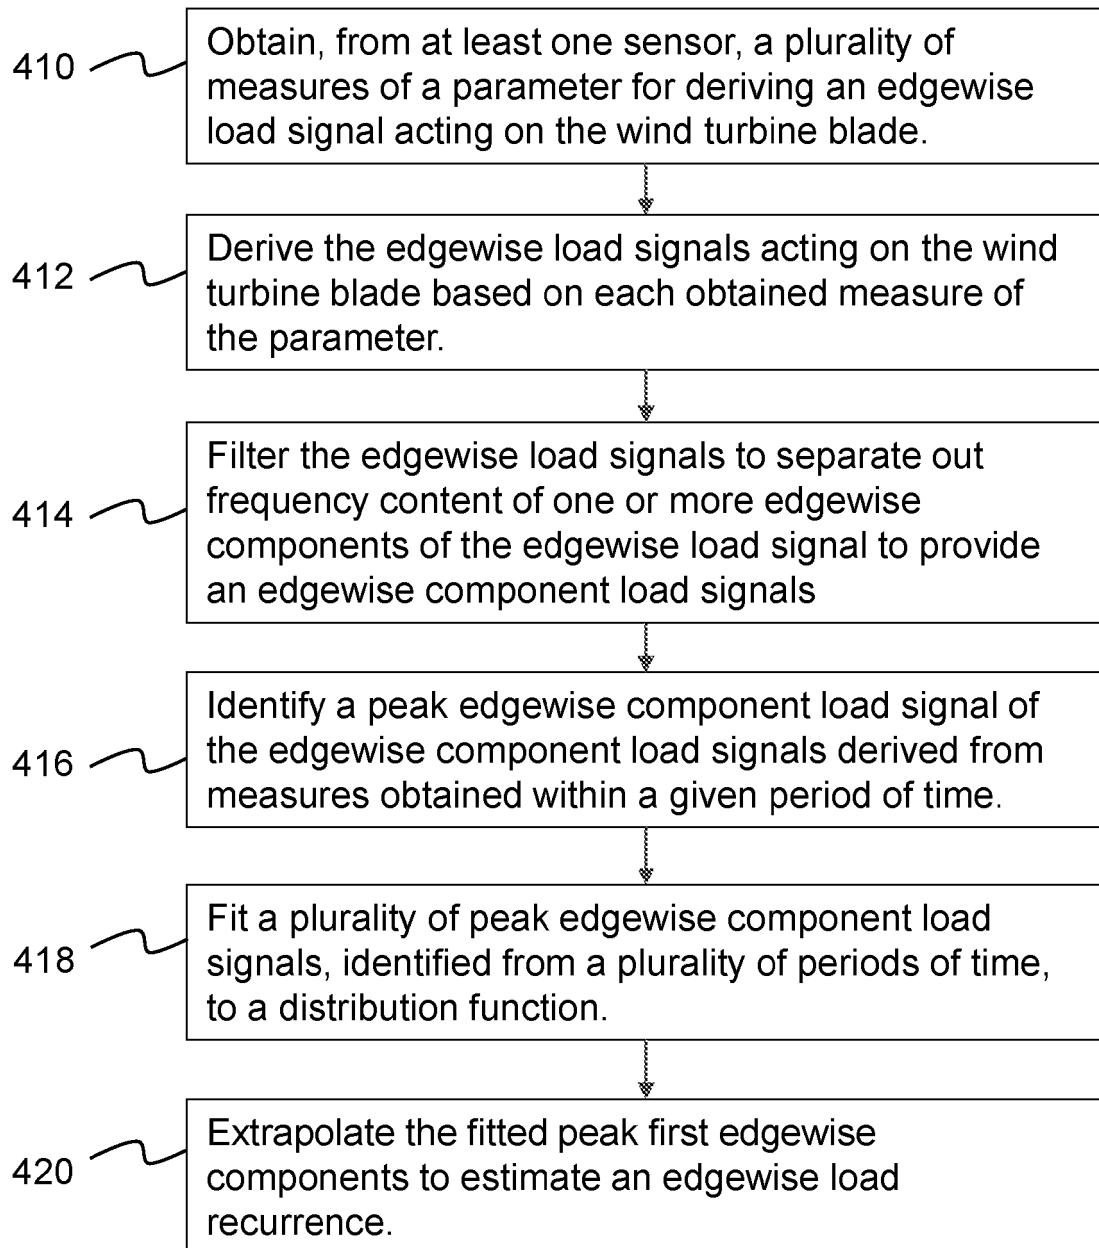 410
Obtain, from at least one sensor, a plurality of
measures of a parameter for deriving an edgewise
load signal acting on the wind turbine blade.
412
Derive the edgewise load signals acting on the wind
turbine blade based on each obtained measure of
the parameter.
414
Filter the edgewise load signals to separate out
frequency content of one or more edgewise
components of the edgewise load signal to provide
an edgewise component load signals
416
Identify a peak edgewise component load signal of
the edgewise component load signals derived from
measures obtained within a given period of time.
418
Fit a plurality of peak edgewise component load
signals, identified from a plurality of periods of time,
to a distribution function.
420
Extrapolate the fitted peak first edgewise
components to estimate an edgewise load
recurrence.